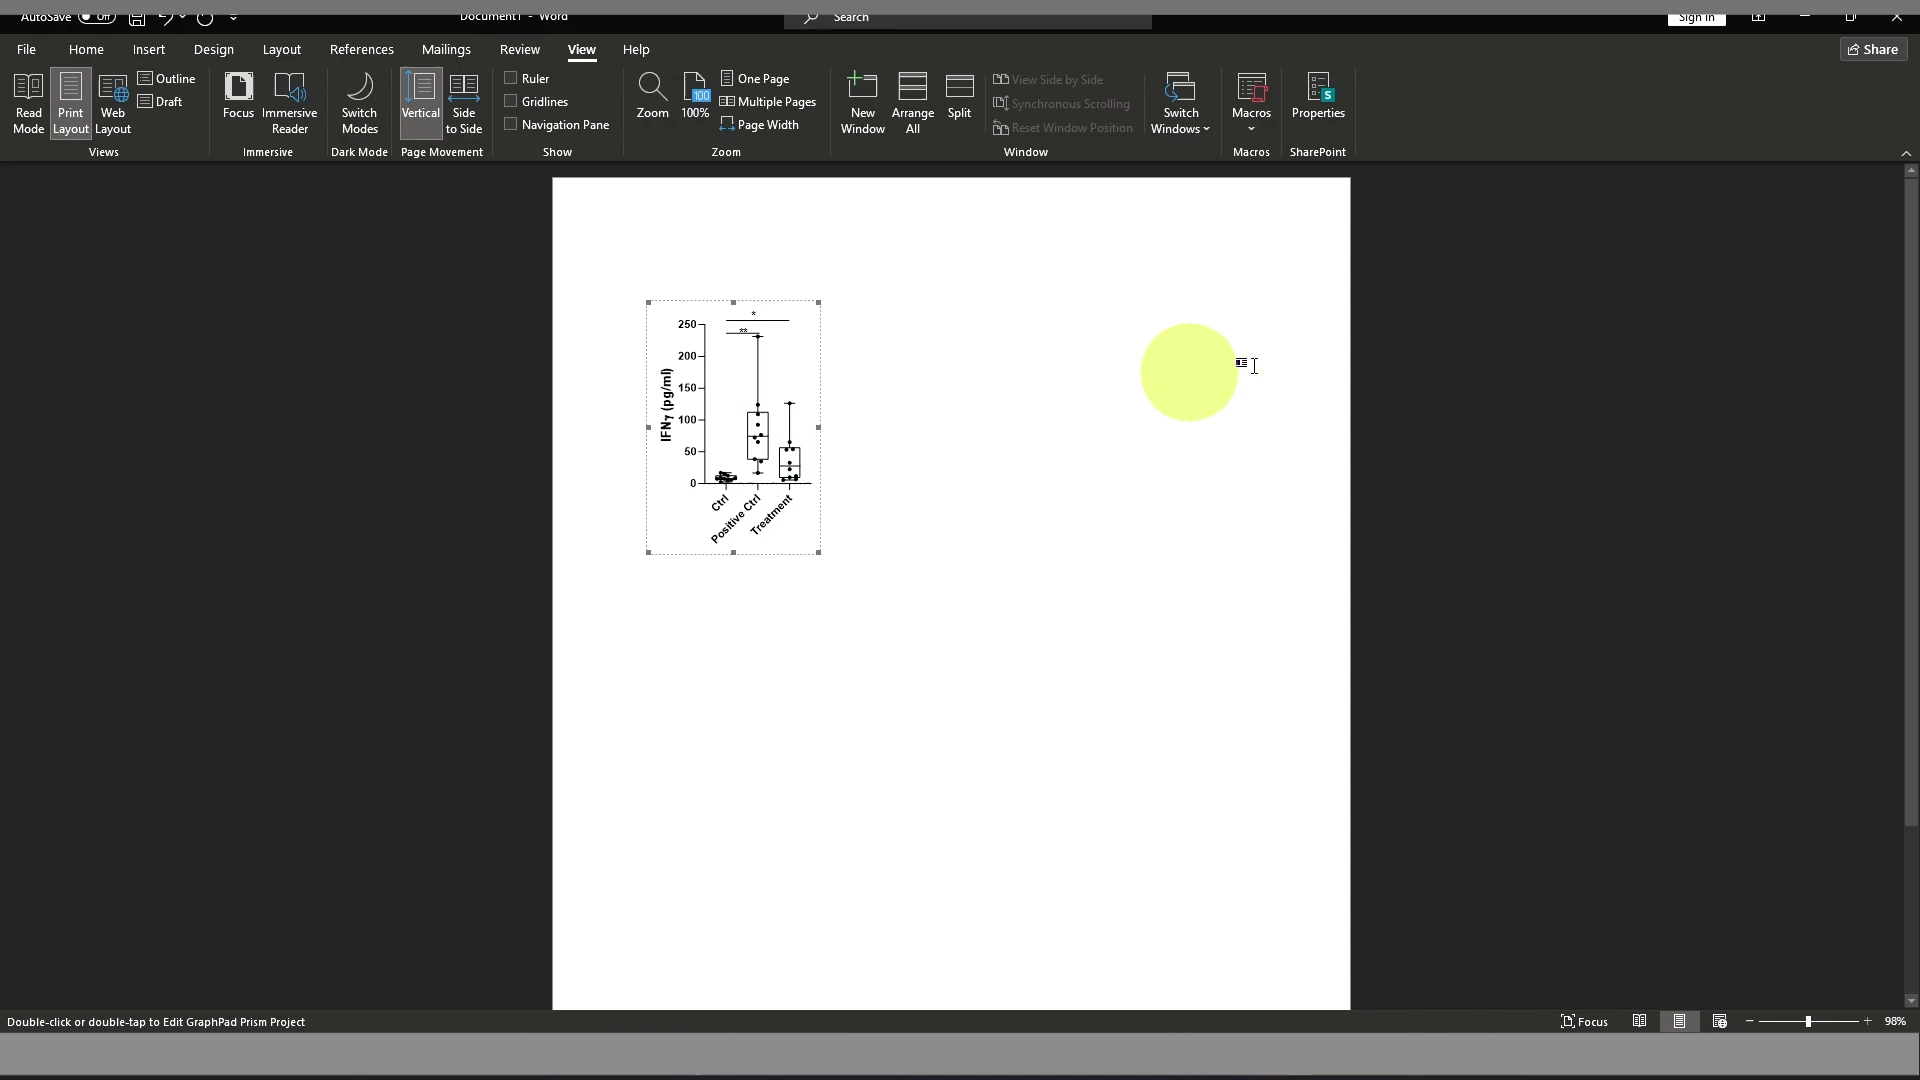 AutoSave Off Document1 - Word Search Sign in
File Home Insert Design Layout References Mailings Review View Help Share
Read Mode
Print Layout
Web Layout
Outline
Draft
Views
Focus
Immersive Reader
Immersive
Switch Modes
Dark Mode
Vertical
Side to Side
Page Movement
Ruler
Gridlines
Navigation Pane
Show
Zoom
100
100%
One Page
Multiple Pages
Page Width
Zoom
New Window
Arrange All
Split
View Side by Side
Synchronous Scrolling
Reset Window Position
Switch Windows
Window
Macros
Macros
S
Properties
SharePoint
*
**
250
200
150
100
50
0
IFNγ (pg/ml)
Ctrl
Positive Ctrl
Treatment
Double-click or double-tap to Edit GraphPad Prism Project
Focus
98%